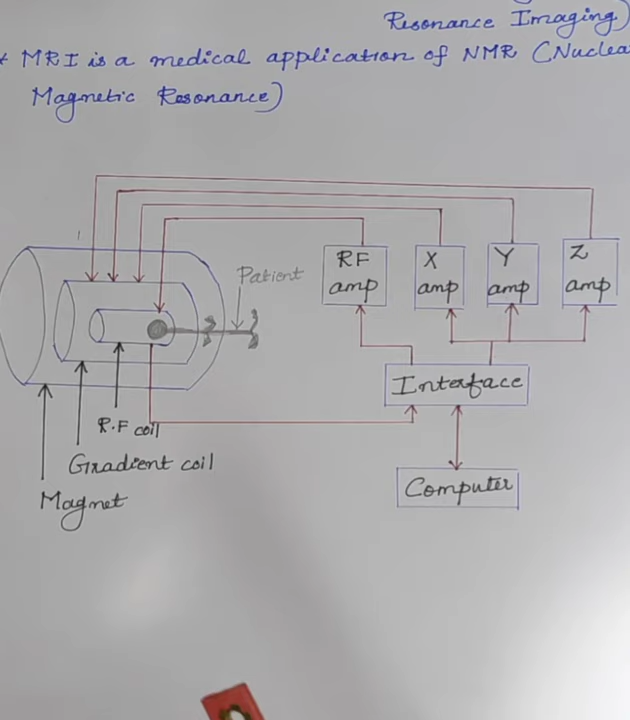 Resonance Imaging)
* MRI is a medical application of NMR (Nuclea
Magnetic Resonance)
Patient
RF
amp
X
amp
Y
amp
Z
amp
Interface
R.F coil
Gradient coil
Magnet
Computer